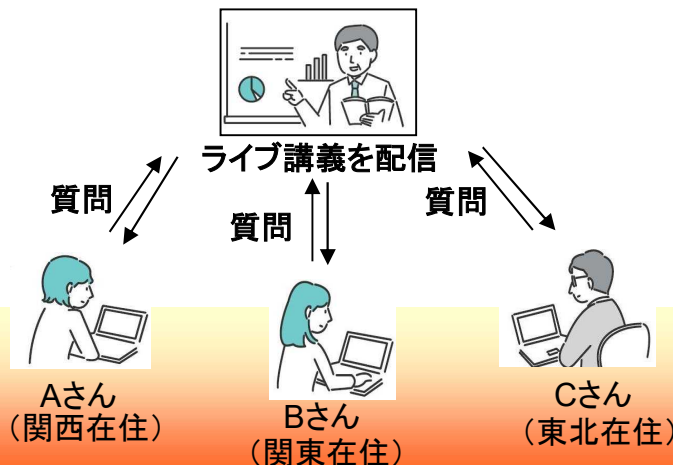 ライブ講義を配信
質問
質問
質問
Aさん
（関西在住）
Bさん
（関東在住）
Cさん
（東北在住）